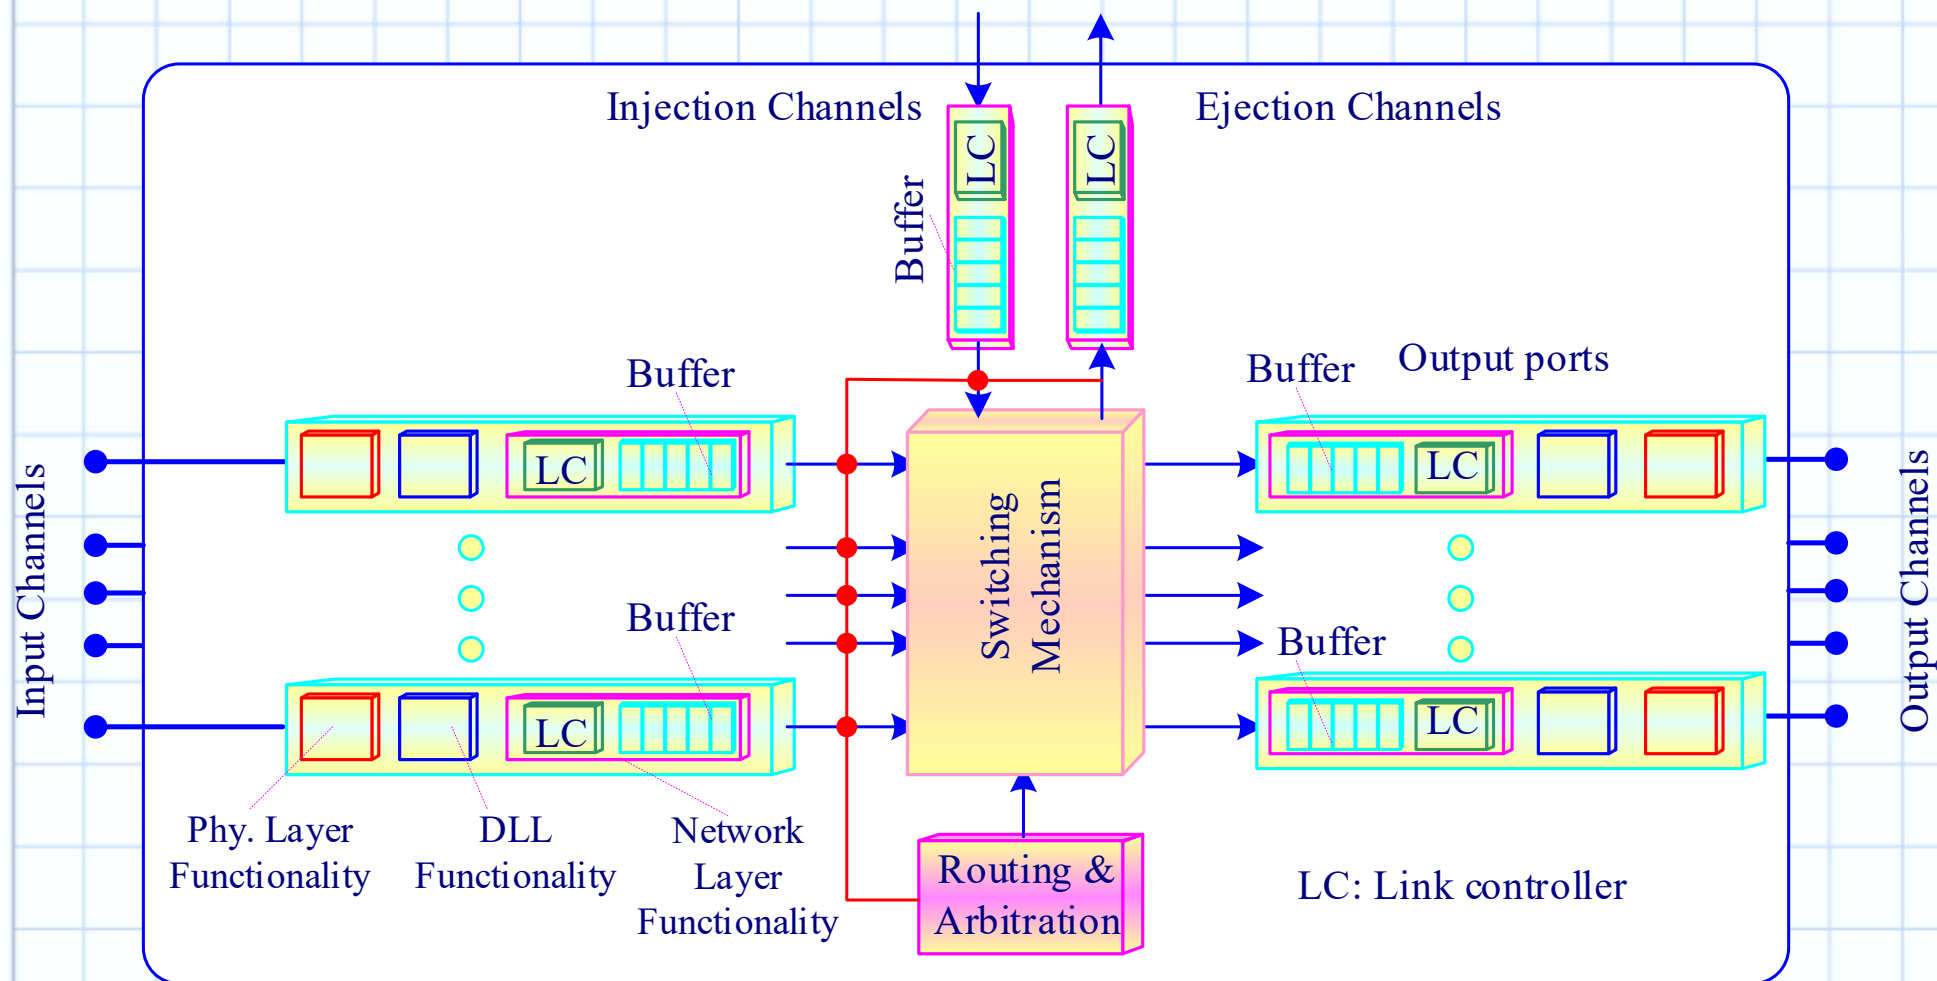 Injection Channels
Ejection Channels
LC
LC
Buffer
Buffer
Buffer
Output ports
LC
LC
Input Channels
Switching
Mechanism
Output Channels
Buffer
Buffer
LC
LC
Phy. Layer
Functionality
DLL
Functionality
Network
Layer
Functionality
Routing &
Arbitration
LC: Link controller